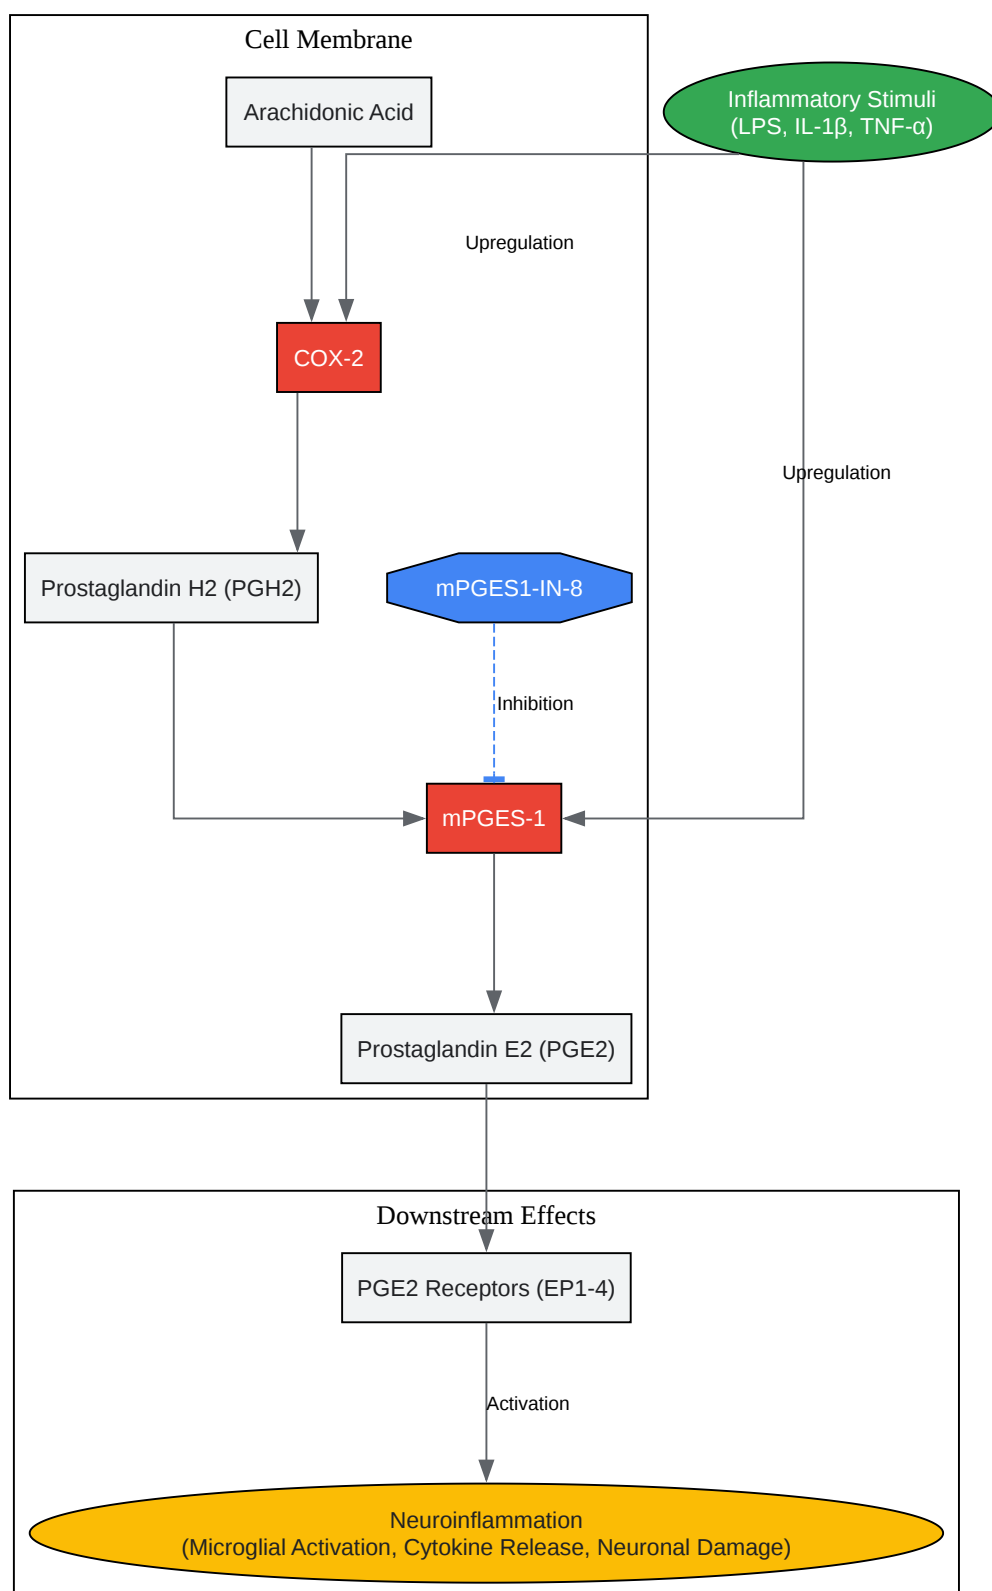 Cell Membrane
Arachidonic Acid
Inflammatory Stimuli
(LPS, IL-1β, TNF-α)
Upregulation
COX-2
Upregulation
Prostaglandin H2 (PGH2)
mPGES1-IN-8
Inhibition
mPGES-1
Prostaglandin E2 (PGE2)
Downstream Effects
PGE2 Receptors (EP1-4)
Activation
Neuroinflammation
(Microglial Activation, Cytokine Release, Neuronal Damage)